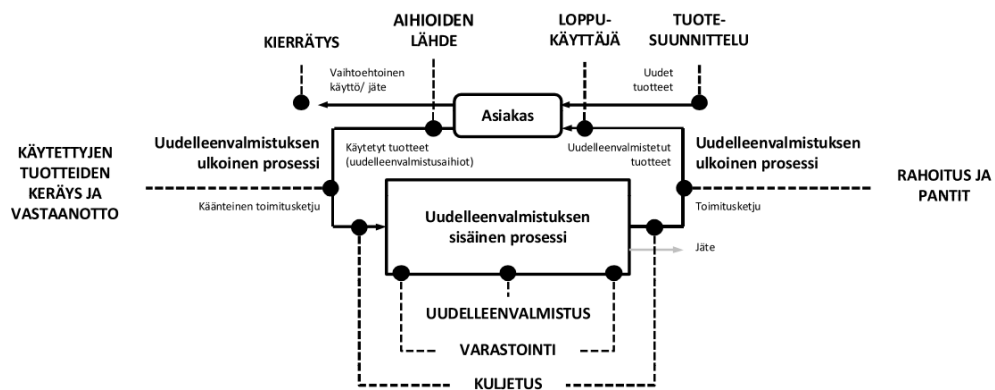 KIERRÄTYS
AIHIOIDEN
LÄHDE
LOPPU-
KÄYTTÄJÄ
TUOTE-
SUUNNITTELU
Vaihtoehtoinen
käyttö/ jäte
Uudet
tuotteet
Asiakas
KÄYTETTYJEN
TUOTTEIDEN
KERÄYS JA
VASTAANOTTO
Uudelleenvalmistuksen
ulkoinen prosessi
Käytetyt tuotteet
(uudelleenvalmistusaihiot)
Uudelleenvalmistetut
tuotteet
Uudelleenvalmistuksen
ulkoinen prosessi
RAHOITUS JA
PANTIT
Käänteinen toimitusketju
Toimitusketju
Uudelleenvalmistuksen
sisäinen prosessi
Jäte
UUDELLEENVALMISTUS
VARASTOINTI
KULJETUS